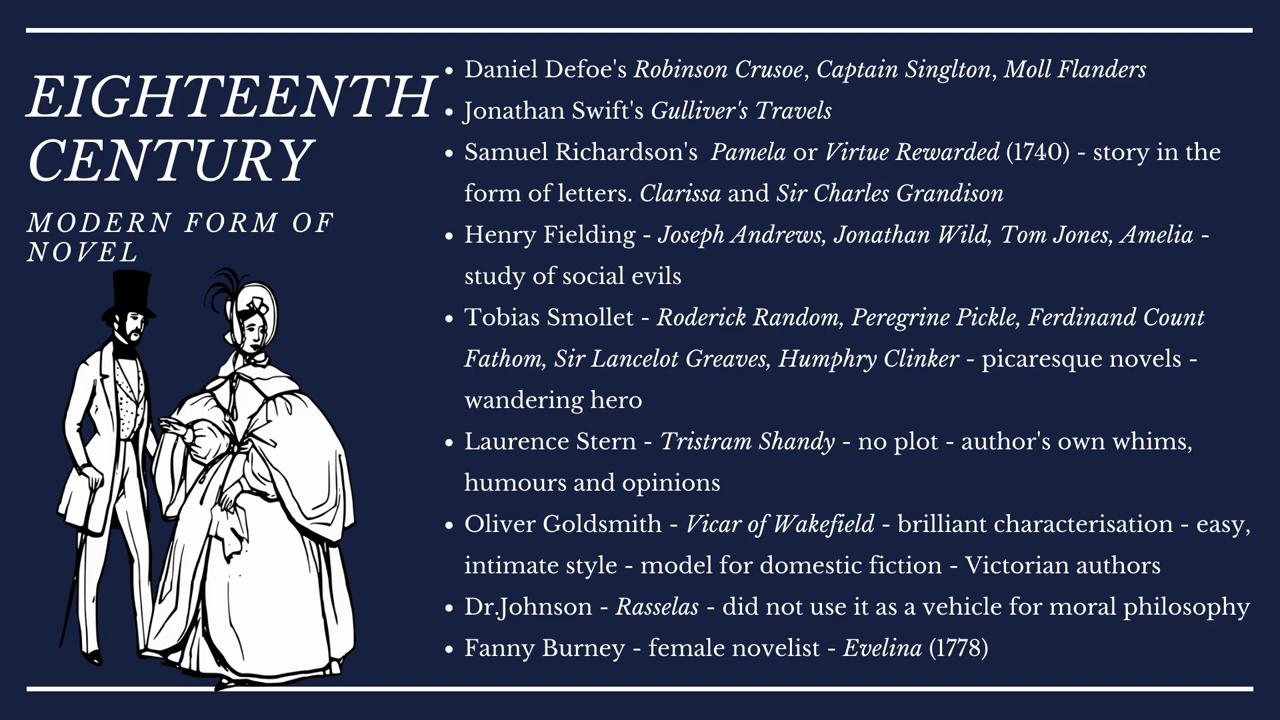 EIGHTEENTH
CENTURY
MODERN FORM OF
NOVEL
• Daniel Defoe's Robinson Crusoe, Captain Singlton, Moll Flanders
• Jonathan Swift's Gulliver's Travels
• Samuel Richardson's  Pamela or Virtue Rewarded (1740) - story in the
form of letters. Clarissa and Sir Charles Grandison
• Henry Fielding - Joseph Andrews, Jonathan Wild, Tom Jones, Amelia -
study of social evils
• Tobias Smollet - Roderick Random, Peregrine Pickle, Ferdinand Count
Fathom, Sir Lancelot Greaves, Humphry Clinker - picaresque novels -
wandering hero
• Laurence Stern - Tristram Shandy - no plot - author's own whims,
humours and opinions
• Oliver Goldsmith - Vicar of Wakefield - brilliant characterisation - easy,
intimate style - model for domestic fiction - Victorian authors
• Dr.Johnson - Rasselas - did not use it as a vehicle for moral philosophy
• Fanny Burney - female novelist - Evelina (1778)